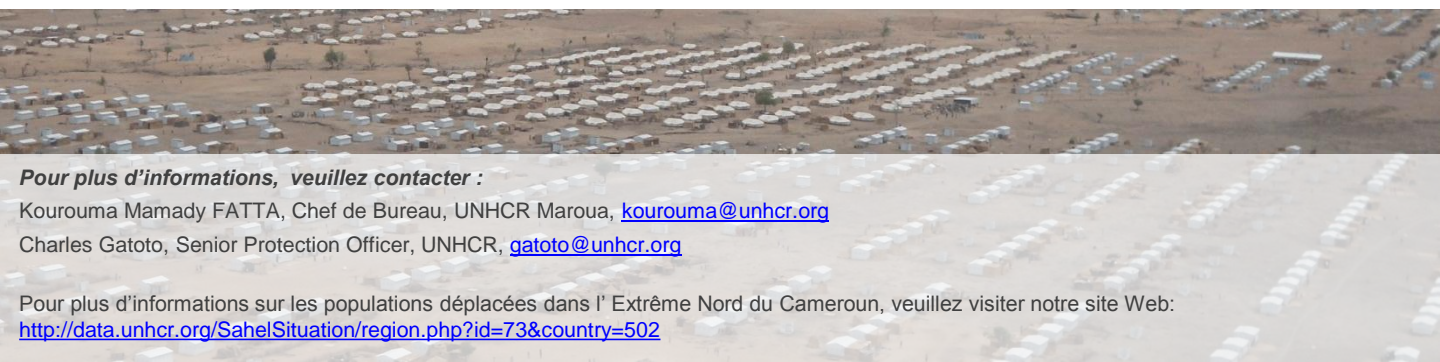 Pour plus d’informations, veuillez contacter :
Kourouma Mamady FATTA, Chef de Bureau, UNHCR Maroua, kourouma@unhcr.org
Charles Gatoto, Senior Protection Officer, UNHCR, gatoto@unhcr.org
Pour plus d’informations sur les populations déplacées dans l’ Extrême Nord du Cameroun, veuillez visiter notre site Web:
http://data.unhcr.org/SahelSituation/region.php?id=73&country=502